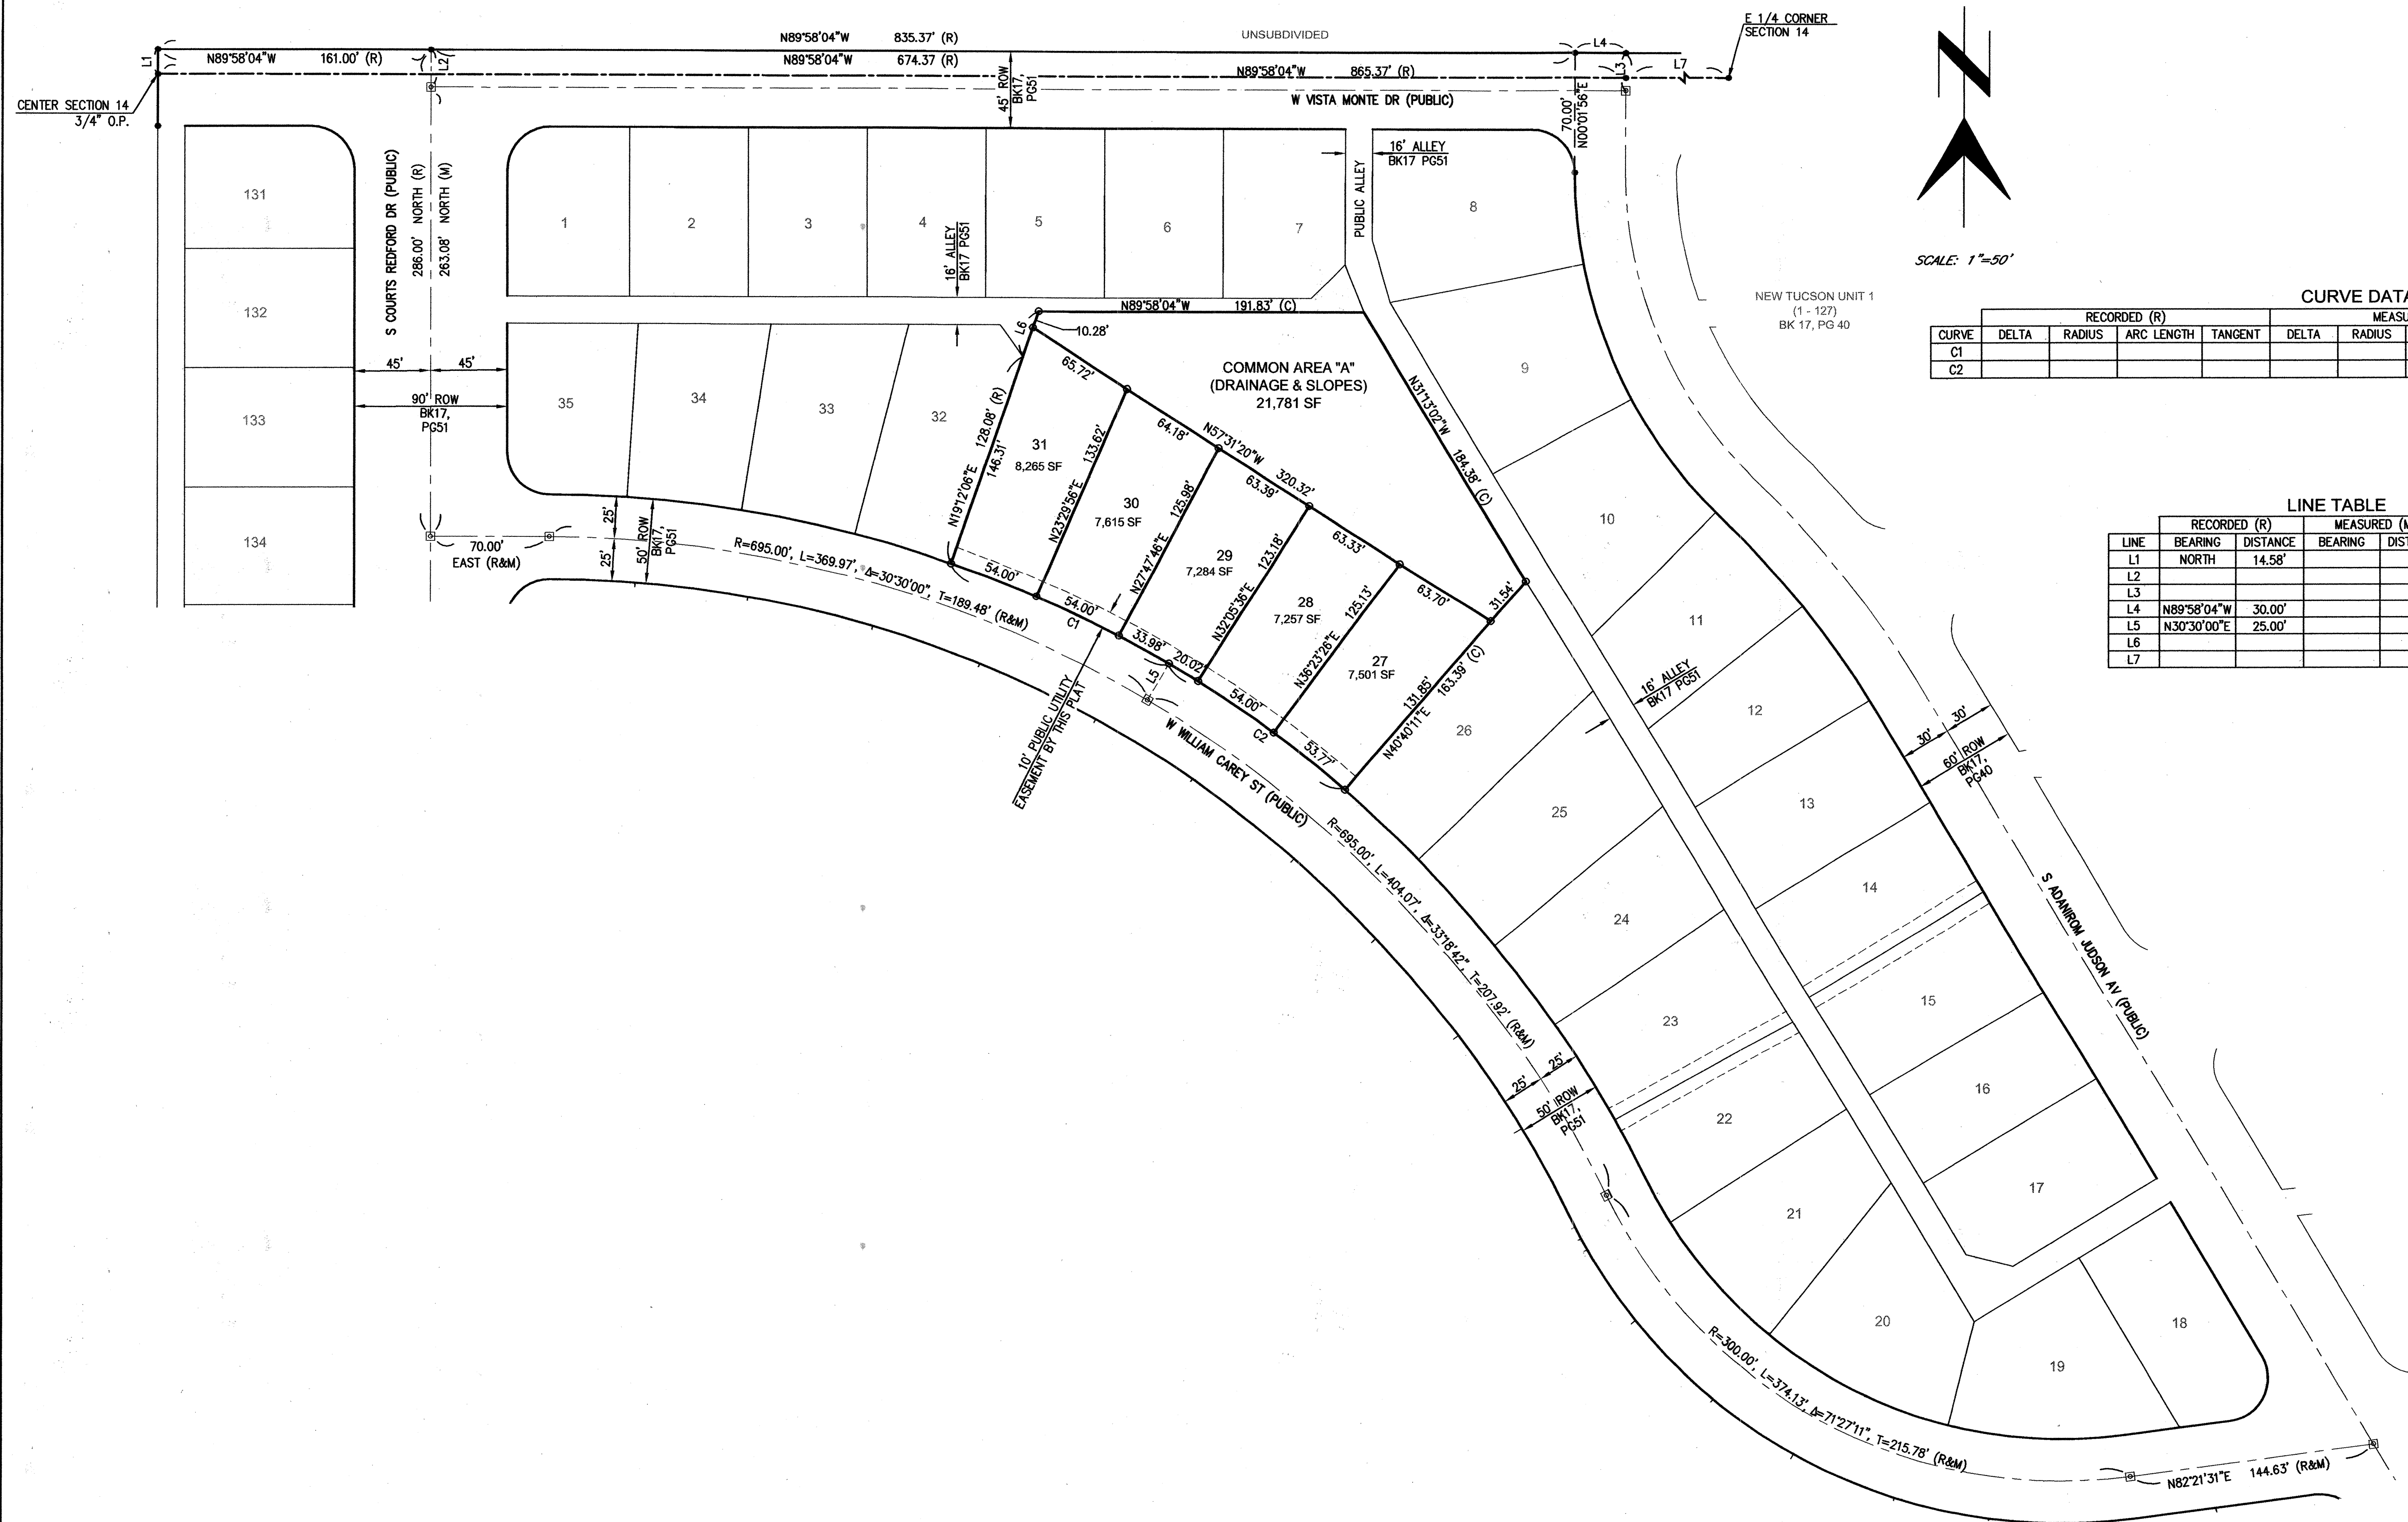 E 1/4 CORNER
SECTION 14
N89°58'04"W 835.37' (R)
UNSUBDIVIDED
L4
L1
N89°58'04"W 161.00' (R)
L2
N89°58'04"W 674.37 (R)
N89°58'04"W 865.37' (R)
L3
L7
CENTER SECTION 14
3/4" O.P.
45' ROW
BK17,
PG51
W VISTA MONTE DR (PUBLIC)
70.00'
N00°01'56"E
N
SCALE: 1"=50'
16' ALLEY
BK17 PG51
PUBLIC ALLEY
S COURTS REDFORD DR (PUBLIC)
286.00' NORTH (R)
263.08' NORTH (M)
131
132
133
134
1
2
3
4
5
6
7
8
16' ALLEY
BK17 PG51
N89°58'04"W 191.83' (C)
L6
10.28'
NEW TUCSON UNIT 1
(1 - 127)
BK 17, PG 40
CURVE DATA
RECORDED (R)
MEASU
CURVE DELTA RADIUS ARC LENGTH TANGENT DELTA RADIUS
C1
C2
45'
45'
90' ROW
BK17,
PG51
35
34
33
32
COMMON AREA "A"
(DRAINAGE & SLOPES)
21,781 SF
65.72'
64.18'
N57°31'20"W 320.32'
63.39'
63.33'
63.70'
31.54'
N31°13'02"W 184.38' (C)
N19°12'06"E 128.08' (R)
146.31'
31
8,265 SF
N23°29'56"E 133.62'
30
7,615 SF
N27°47'46"E 125.98'
29
7,284 SF
N32°05'36"E 123.18'
28
7,257 SF
N36°23'26"E 125.13'
27
7,501 SF
131.85'
N40°40'11"E 163.39' (C)
9
10
11
LINE TABLE
RECORDED (R) MEASURED (M
LINE BEARING DISTANCE BEARING DIST
L1 NORTH 14.58'
L2
L3
L4 N89°58'04"W 30.00'
L5 N30°30'00"E 25.00'
L6
L7
70.00'
EAST (R&M)
25'
25'
50' ROW
BK17,
PG51
R=695.00', L=369.97', Δ=30°30'00", T=189.48' (R&M)
54.00'
54.00'
C1
33.98'
20.02'
L5
54.00'
C2
53.77'
10' PUBLIC UTILITY
EASEMENT BY THIS PLAT
W WILLIAM CAREY ST (PUBLIC)
26
16' ALLEY
BK17 PG51
12
30'
30'
60' ROW
BK17,
PG40
25
13
R=695.00', L=404.07', Δ=33°18'42", T=207.92' (R&M)
24
14
S ADANIROM JUDSON AV (PUBLIC)
23
15
25'
25'
50' ROW
BK17,
PG51
22
16
21
17
20
18
19
R=300.00', L=374.13', Δ=71°27'11", T=215.78' (R&M)
N82°21'31"E 144.63' (R&M)